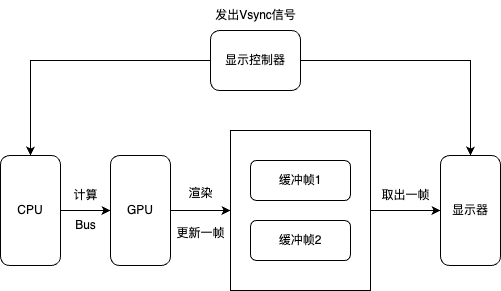 发出Vsync信号
显示控制器
CPU
计算
Bus
GPU
渲染
更新一帧
缓冲帧1
缓冲帧2
取出一帧
显示器